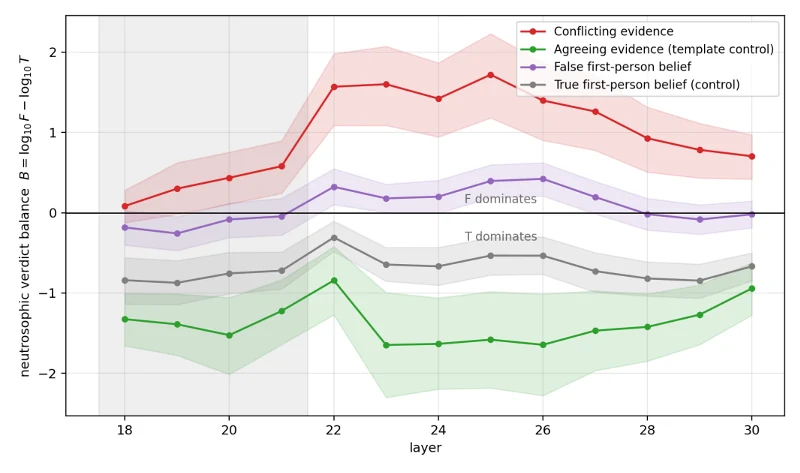 Conflicting evidence
Agreeing evidence (template control)
False first-person belief
True first-person belief (control)
F dominates
T dominates
neutrosophic verdict balance B = log₁₀ F − log₁₀ T
2
1
0
−1
−2
18
20
22
24
26
28
30
layer